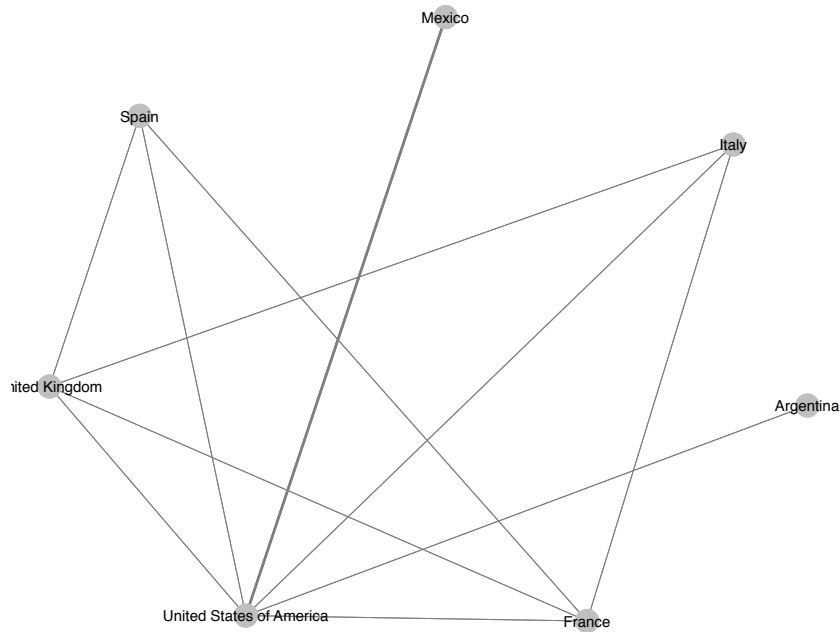 Mexico
Spain
Italy
nited Kingdom
Argentina
United States of America
France